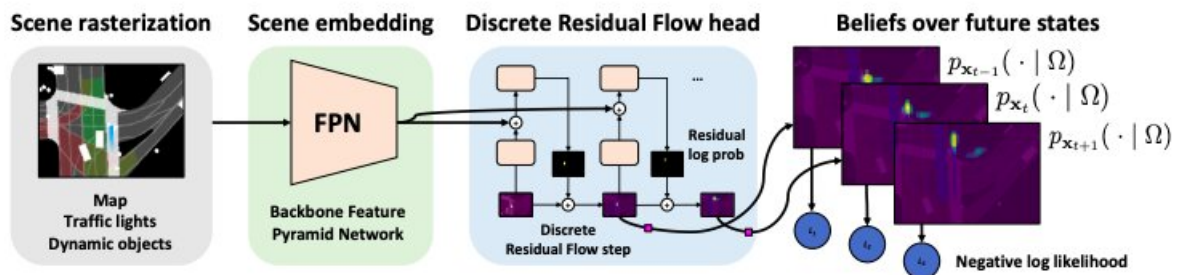 Scene rasterization
Scene embedding
Discrete Residual Flow head
Beliefs over future states
Map
Traffic lights
Dynamic objects
FPN
Backbone Feature
Pyramid Network
...
Residual
log prob
Discrete
Residual Flow step
p_{x_{t-1}}( · | Ω)
p_{x_t}( · | Ω)
p_{x_{t+1}}( · | Ω)
Negative log likelihood